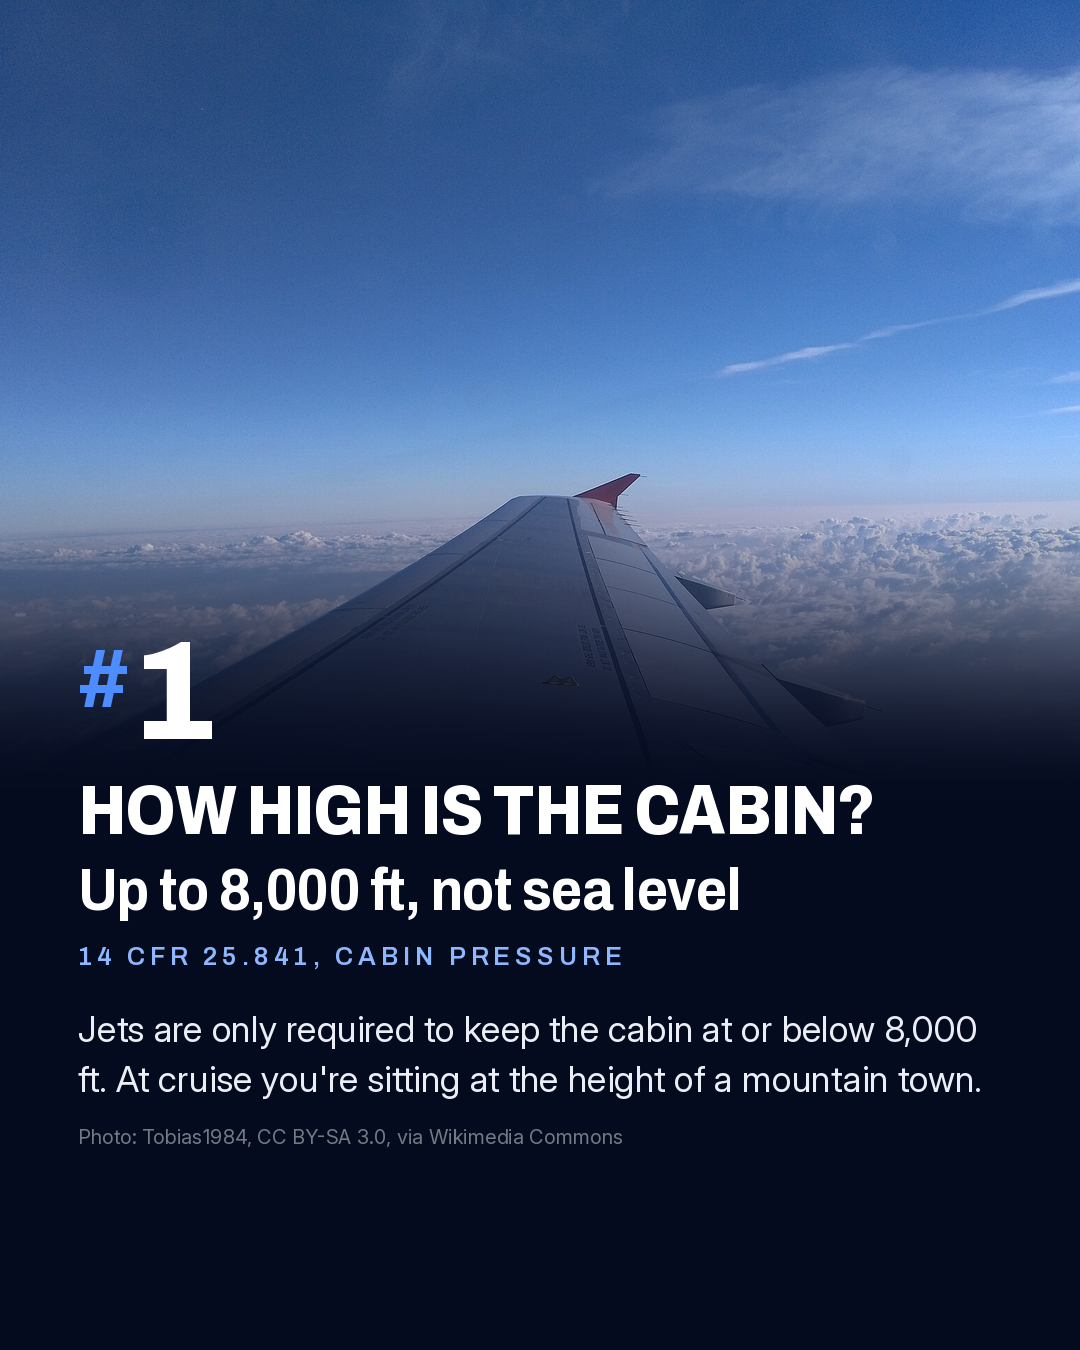 #1
HOW HIGH IS THE CABIN?
Up to 8,000 ft, not sea level
14 CFR 25.841, CABIN PRESSURE
Jets are only required to keep the cabin at or below 8,000
ft. At cruise you're sitting at the height of a mountain town.
Photo: Tobias1984, CC BY-SA 3.0, via Wikimedia Commons